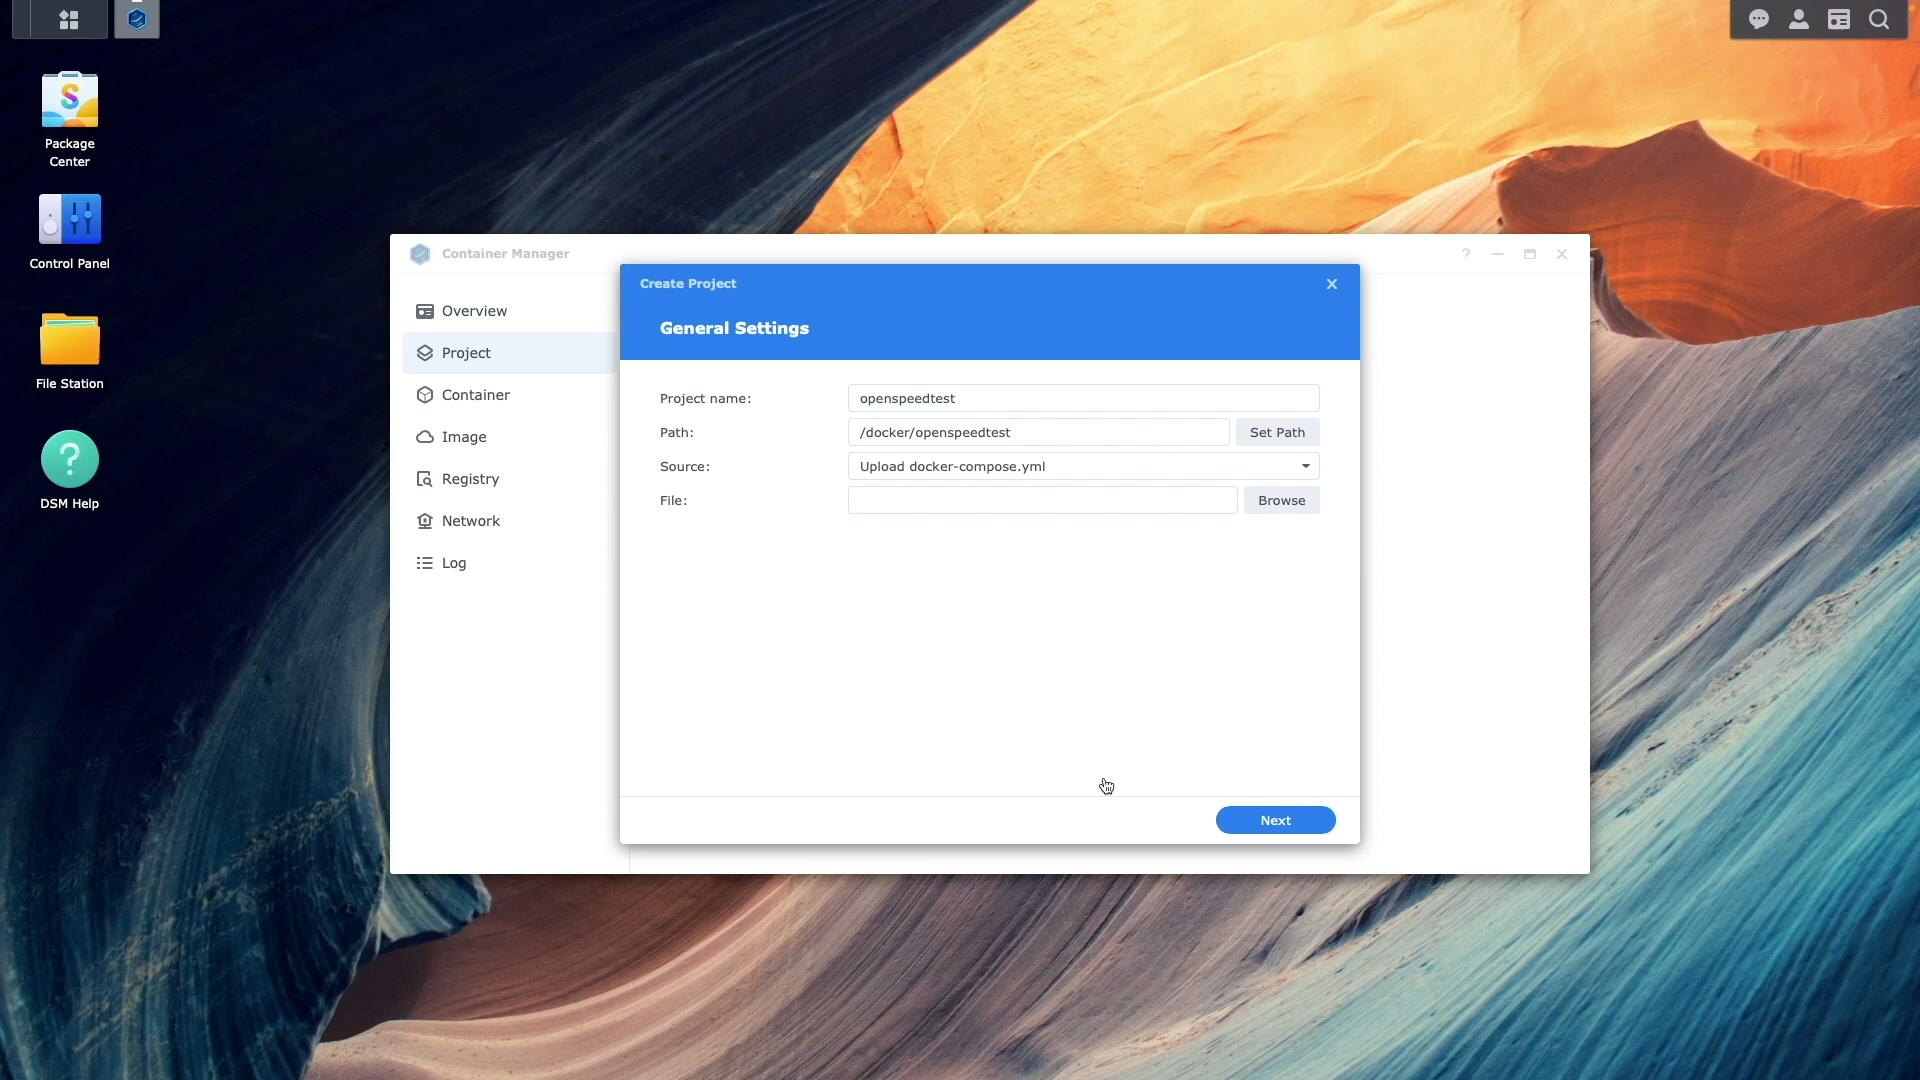 Package
Center
Control Panel
File Station
?
DSM Help
Container Manager
?
Overview
Project
Container
Image
Registry
Network
Log
Create Project
General Settings
Project name:
openspeedtest
Path:
/docker/openspeedtest
Set Path
Source:
Upload docker-compose.yml
File:
Browse
Next